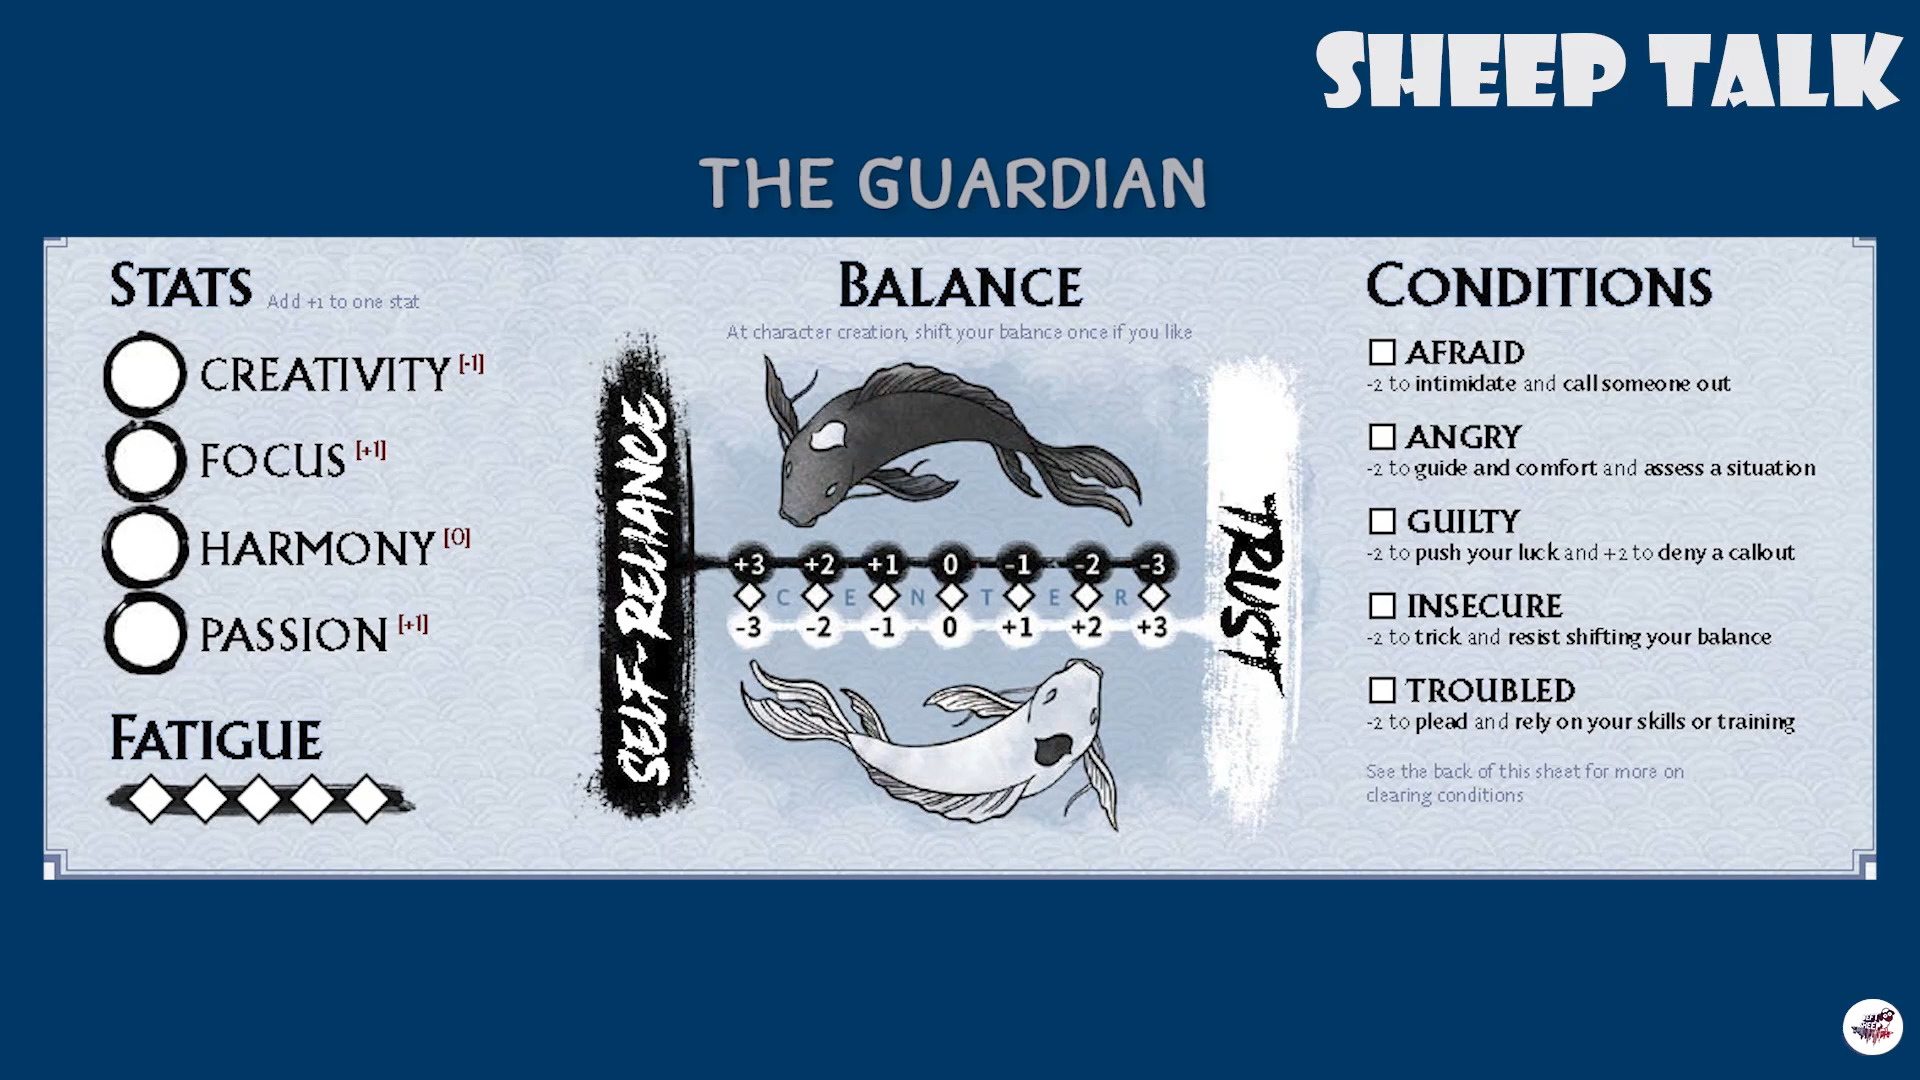 SHEEP TALK
THE GUARDIAN
STATS Add +1 to one stat
CREATIVITY [-1]
FOCUS [+1]
HARMONY [0]
PASSION [+1]
FATIGUE
BALANCE
At character creation, shift your balance once if you like
SELF-RELIANCE
+3 +2 +1 0 -1 -2 -3
C E N T E R
-3 -2 -1 0 +1 +2 +3
TRUST
CONDITIONS
AFRAID
-2 to intimidate and call someone out
ANGRY
-2 to guide and comfort and assess a situation
GUILTY
-2 to push your luck and +2 to deny a callout
INSECURE
-2 to trick and resist shifting your balance
TROUBLED
-2 to plead and rely on your skills or training
See the back of this sheet for more on
clearing conditions